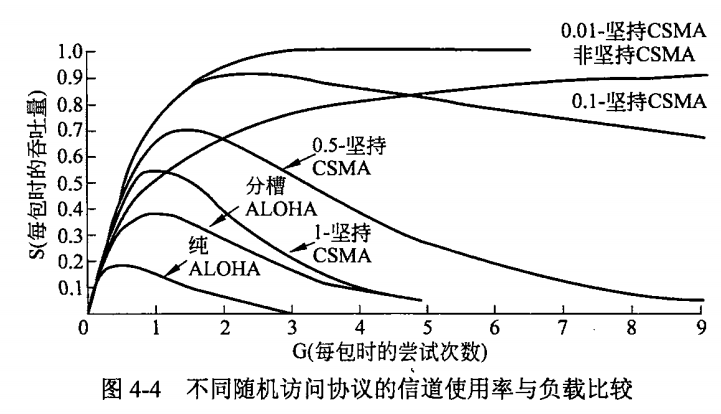 0.01-坚持CSMA
非坚持CSMA
0.1-坚持CSMA
0.5-坚持
CSMA
分槽
ALOHA
1-坚持
CSMA
纯
ALOHA
S(每包时的吞吐量)
1.0
0.9
0.8
0.7
0.6
0.5
0.4
0.3
0.2
0.1
0 1 2 3 4 5 6 7 8 9
G(每包时的尝试次数)
图 4-4 不同随机访问协议的信道使用率与负载比较